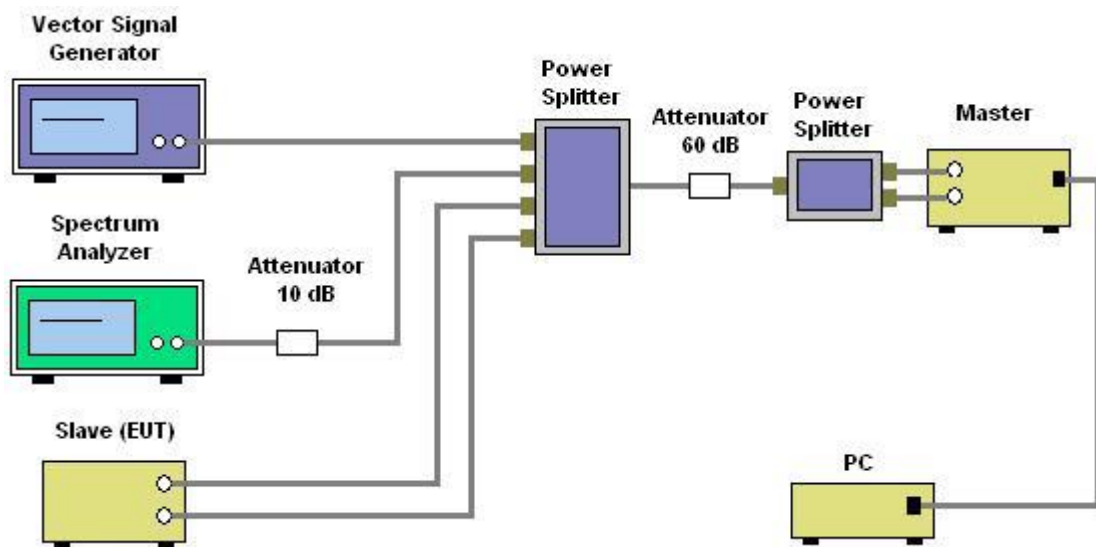 Vector Signal
Generator
Power
Splitter
Attenuator
60 dB
Power
Splitter
Master
Spectrum
Analyzer
Attenuator
10 dB
Slave (EUT)
PC